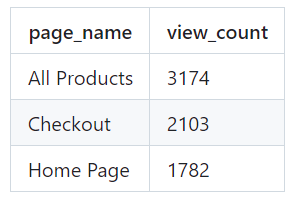 page_name view_count
All Products 3174
Checkout 2103
Home Page 1782